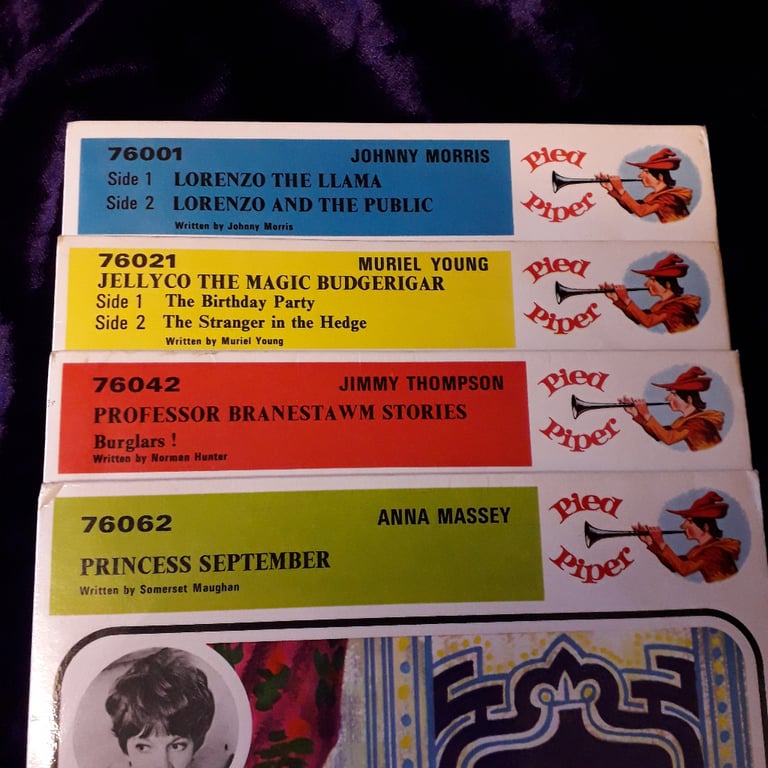 76001 JOHNNY MORRIS
Side 1 LORENZO THE LLAMA
Side 2 LORENZO AND THE PUBLIC
Written by Johnny Morris
Pied
Piper
76021 MURIEL YOUNG
JELLYCO THE MAGIC BUDGERIGAR
Side 1 The Birthday Party
Side 2 The Stranger in the Hedge
Written by Muriel Young
Pied
Piper
76042 JIMMY THOMPSON
PROFESSOR BRANESTAWM STORIES
Burglars !
Written by Norman Hunter
Pied
Piper
76062 ANNA MASSEY
PRINCESS SEPTEMBER
Written by Somerset Maughan
Pied
Piper